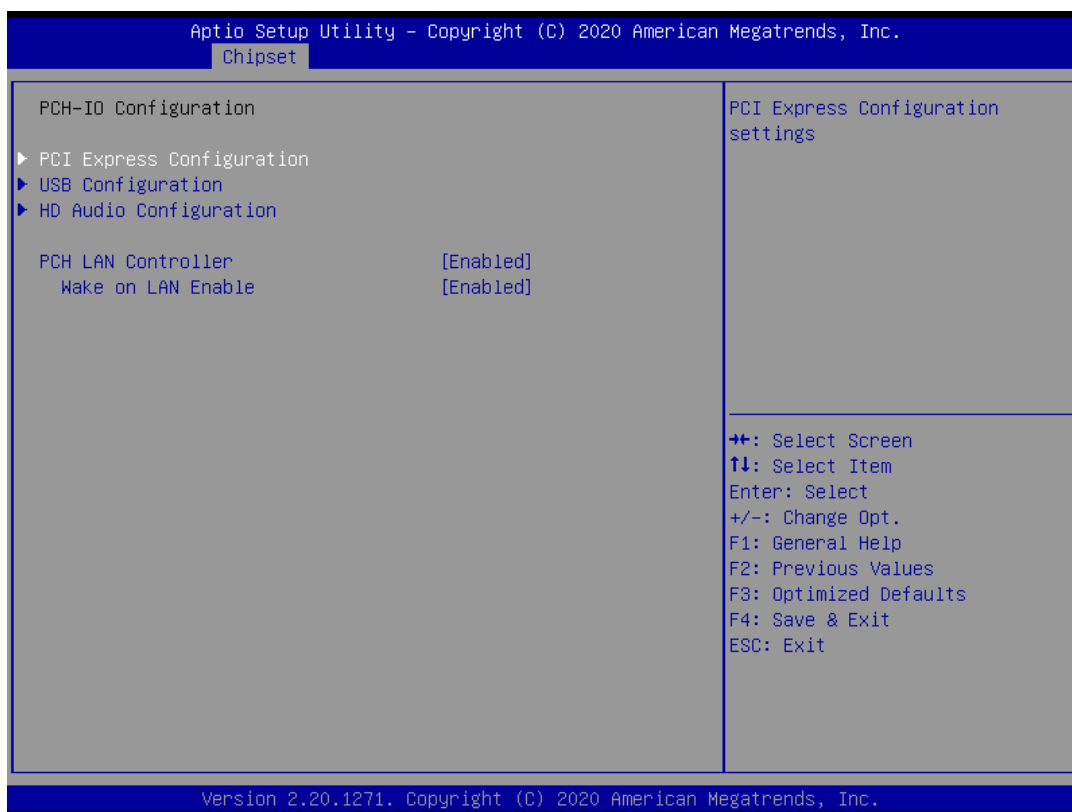 Aptio Setup Utility – Copyright (C) 2020 American Megatrends, Inc.
Chipset
PCH-IO Configuration
PCI Express Configuration
USB Configuration
HD Audio Configuration
PCH LAN Controller [Enabled]
Wake on LAN Enable [Enabled]
PCI Express Configuration
settings
→←: Select Screen
↑↓: Select Item
Enter: Select
+/-: Change Opt.
F1: General Help
F2: Previous Values
F3: Optimized Defaults
F4: Save & Exit
ESC: Exit
Version 2.20.1271. Copyright (C) 2020 American Megatrends, Inc.